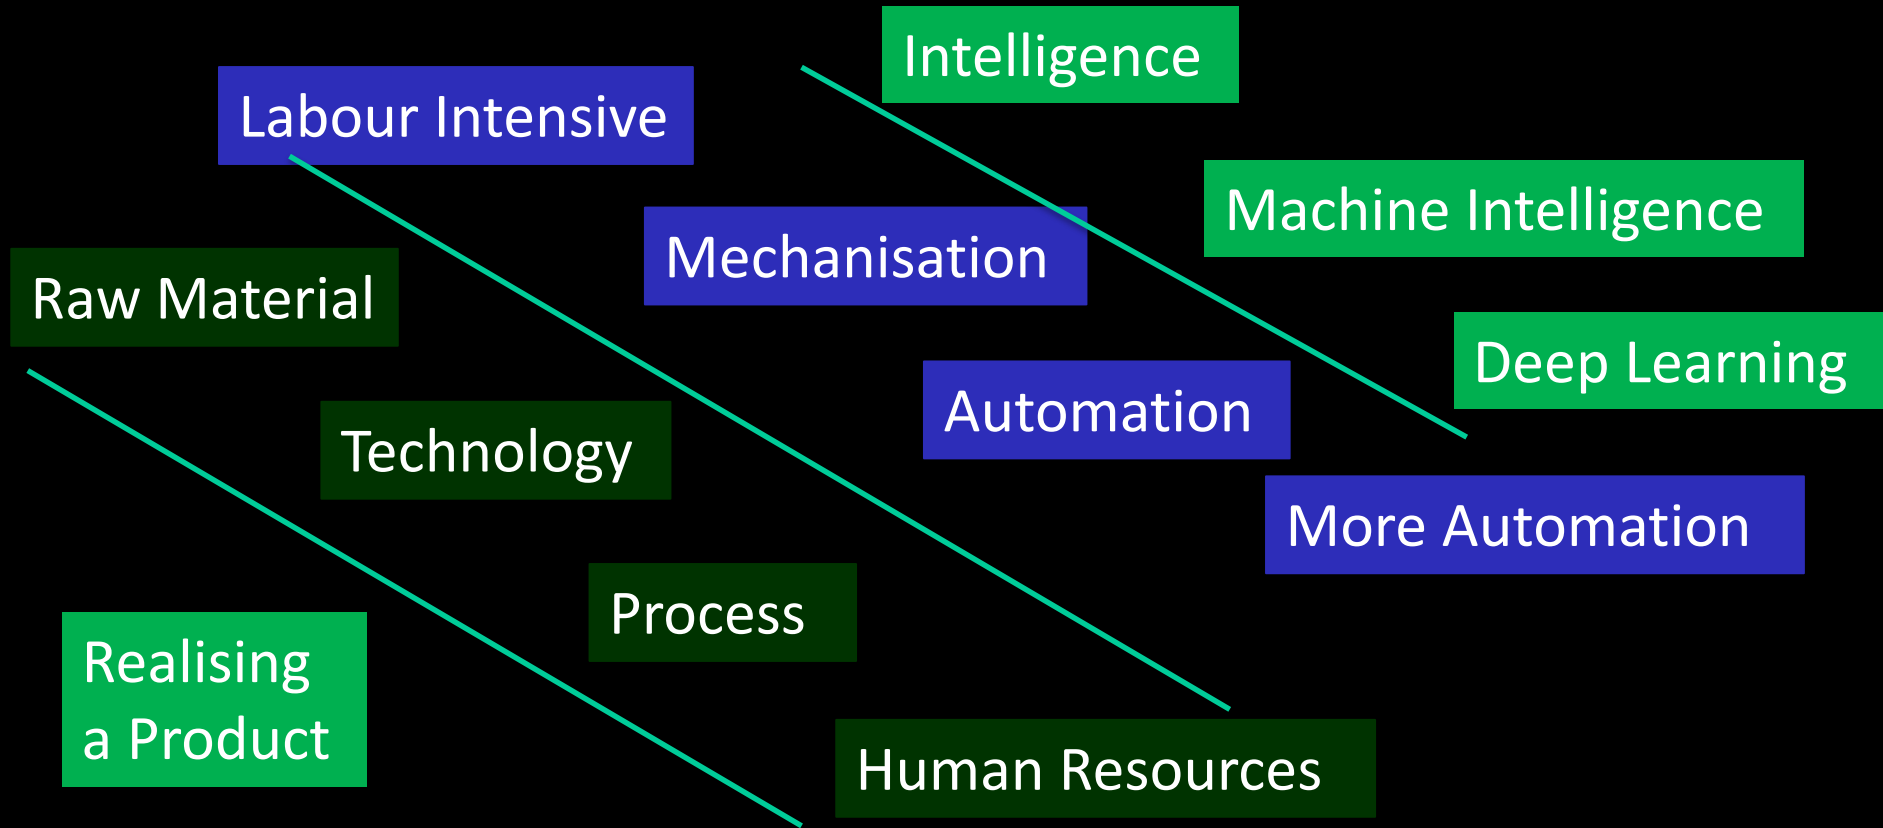 Intelligence
Labour Intensive
Machine Intelligence
Mechanisation
Raw Material
Deep Learning
Automation
Technology
More Automation
Process
Realising
a Product
Human Resources